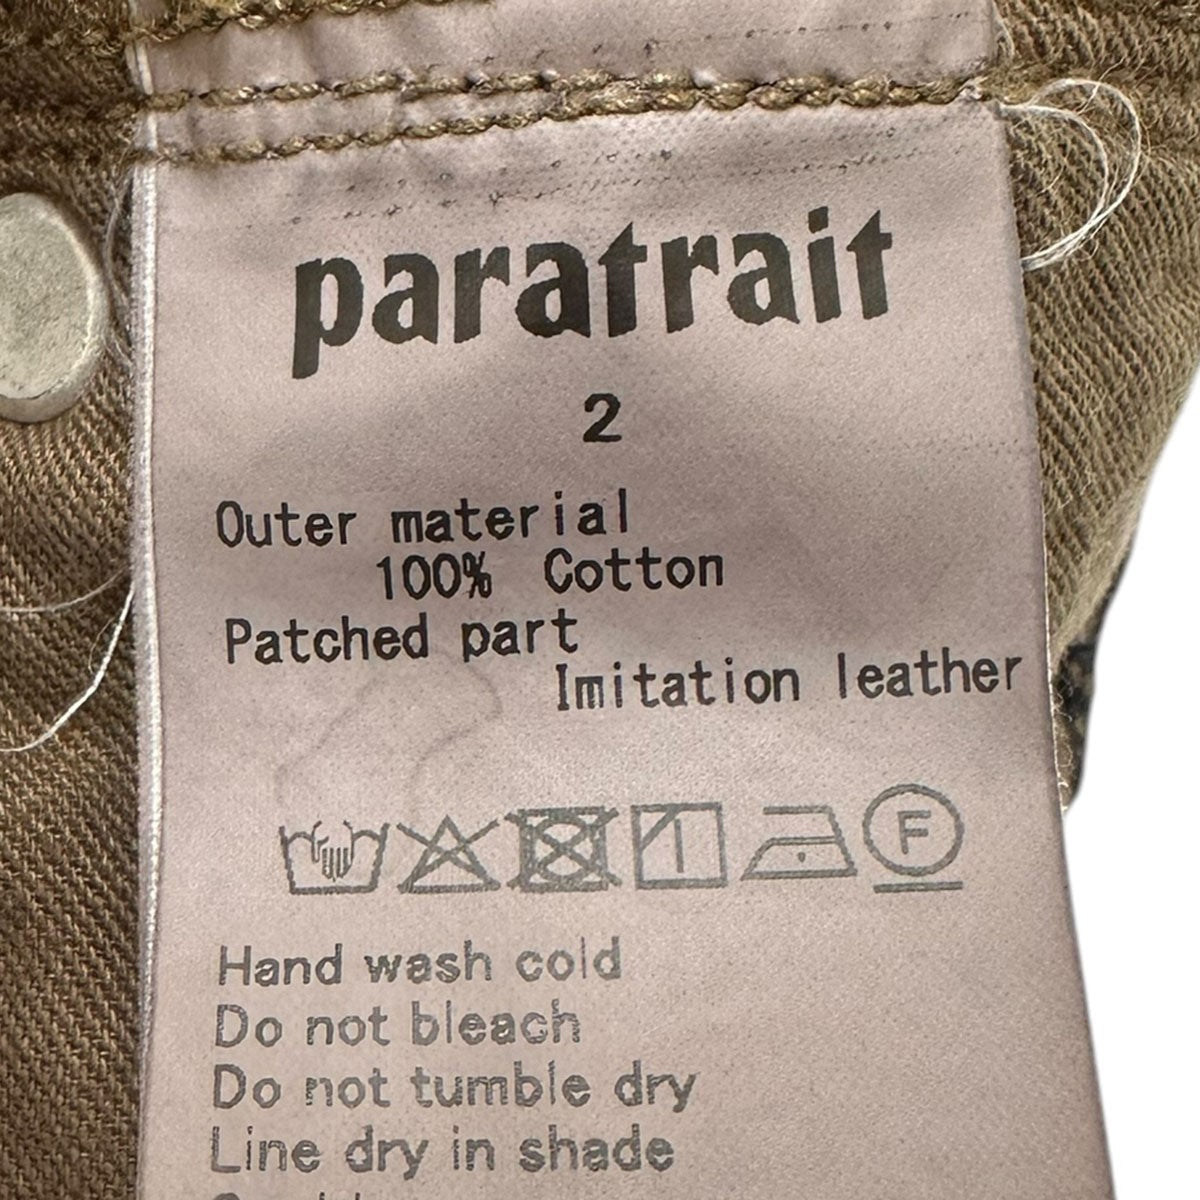 paratrait
2
Outer material
100% Cotton
Patched part
Imitation leather
F
Hand wash cold
Do not bleach
Do not tumble dry
Line dry in shade